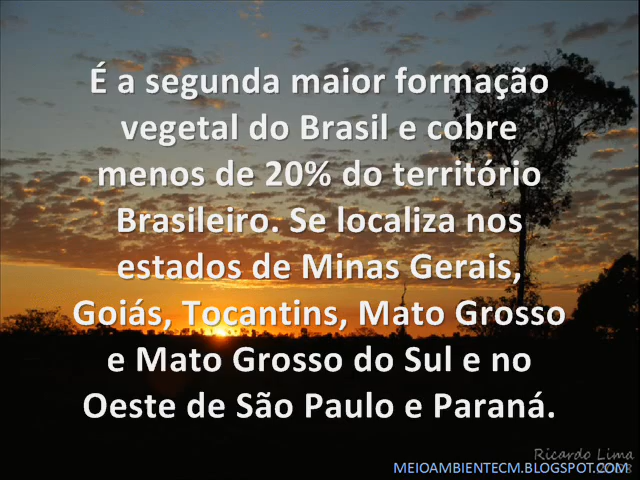 É a segunda maior formação
vegetal do Brasil e cobre
menos de 20% do território
Brasileiro. Se localiza nos
estados de Minas Gerais,
Goiás, Tocantins, Mato Grosso
e Mato Grosso do Sul e no
Oeste de São Paulo e Paraná.
Ricardo Lima
MEIOAMBIENTECM.BLOGSPOT.COM